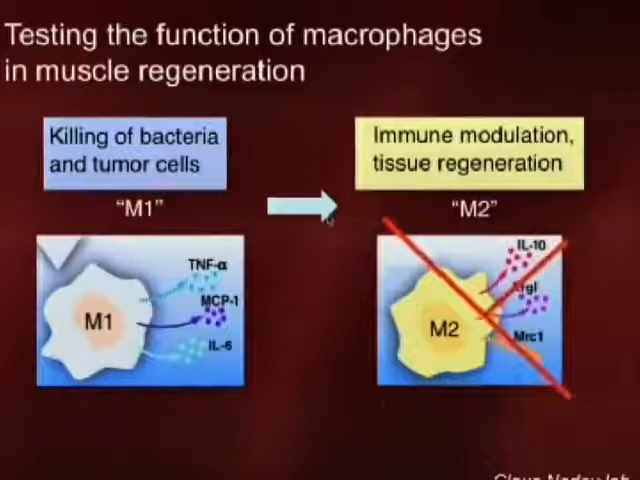 Testing the function of macrophages
in muscle regeneration
Killing of bacteria
and tumor cells
Immune modulation,
tissue regeneration
“M1”
“M2”
M1
TNF-α
MCP-1
IL-6
M2
IL-10
Mrc1